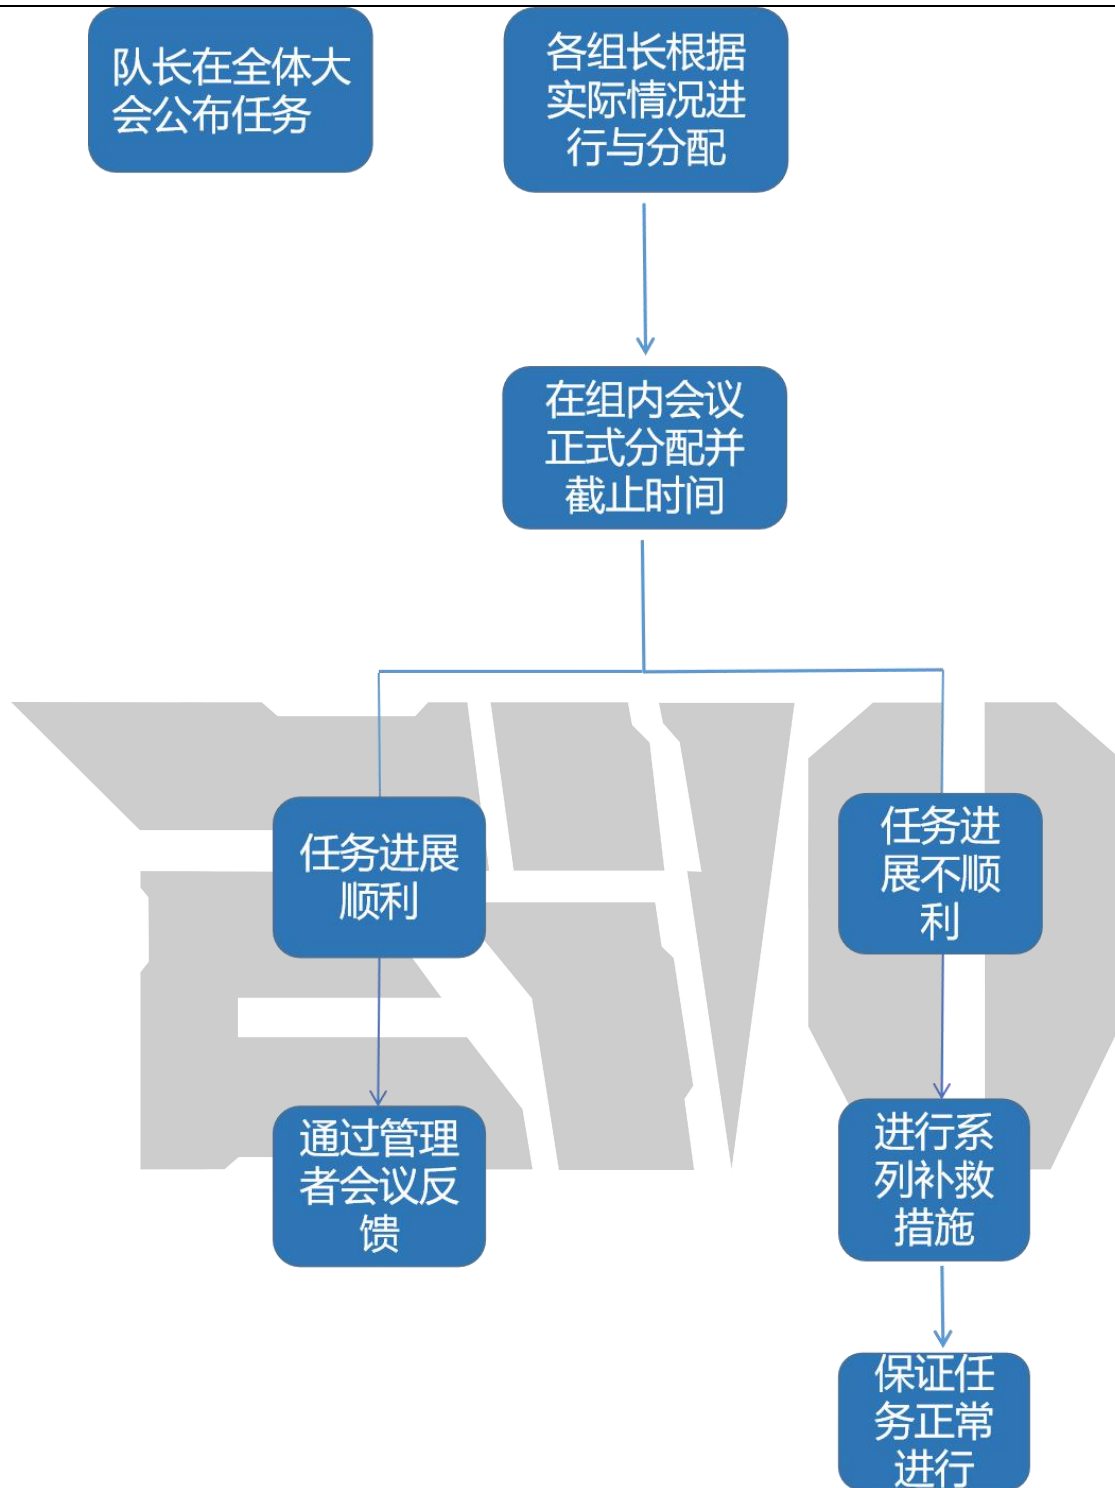 队长在全体大
会公布任务
各组长根据
实际情况进
行与分配
在组内会议
正式分配并
截止时间
任务进展
顺利
任务进
展不顺
利
通过管理
者会议反
馈
进行系
列补救
措施
保证任
务正常
进行